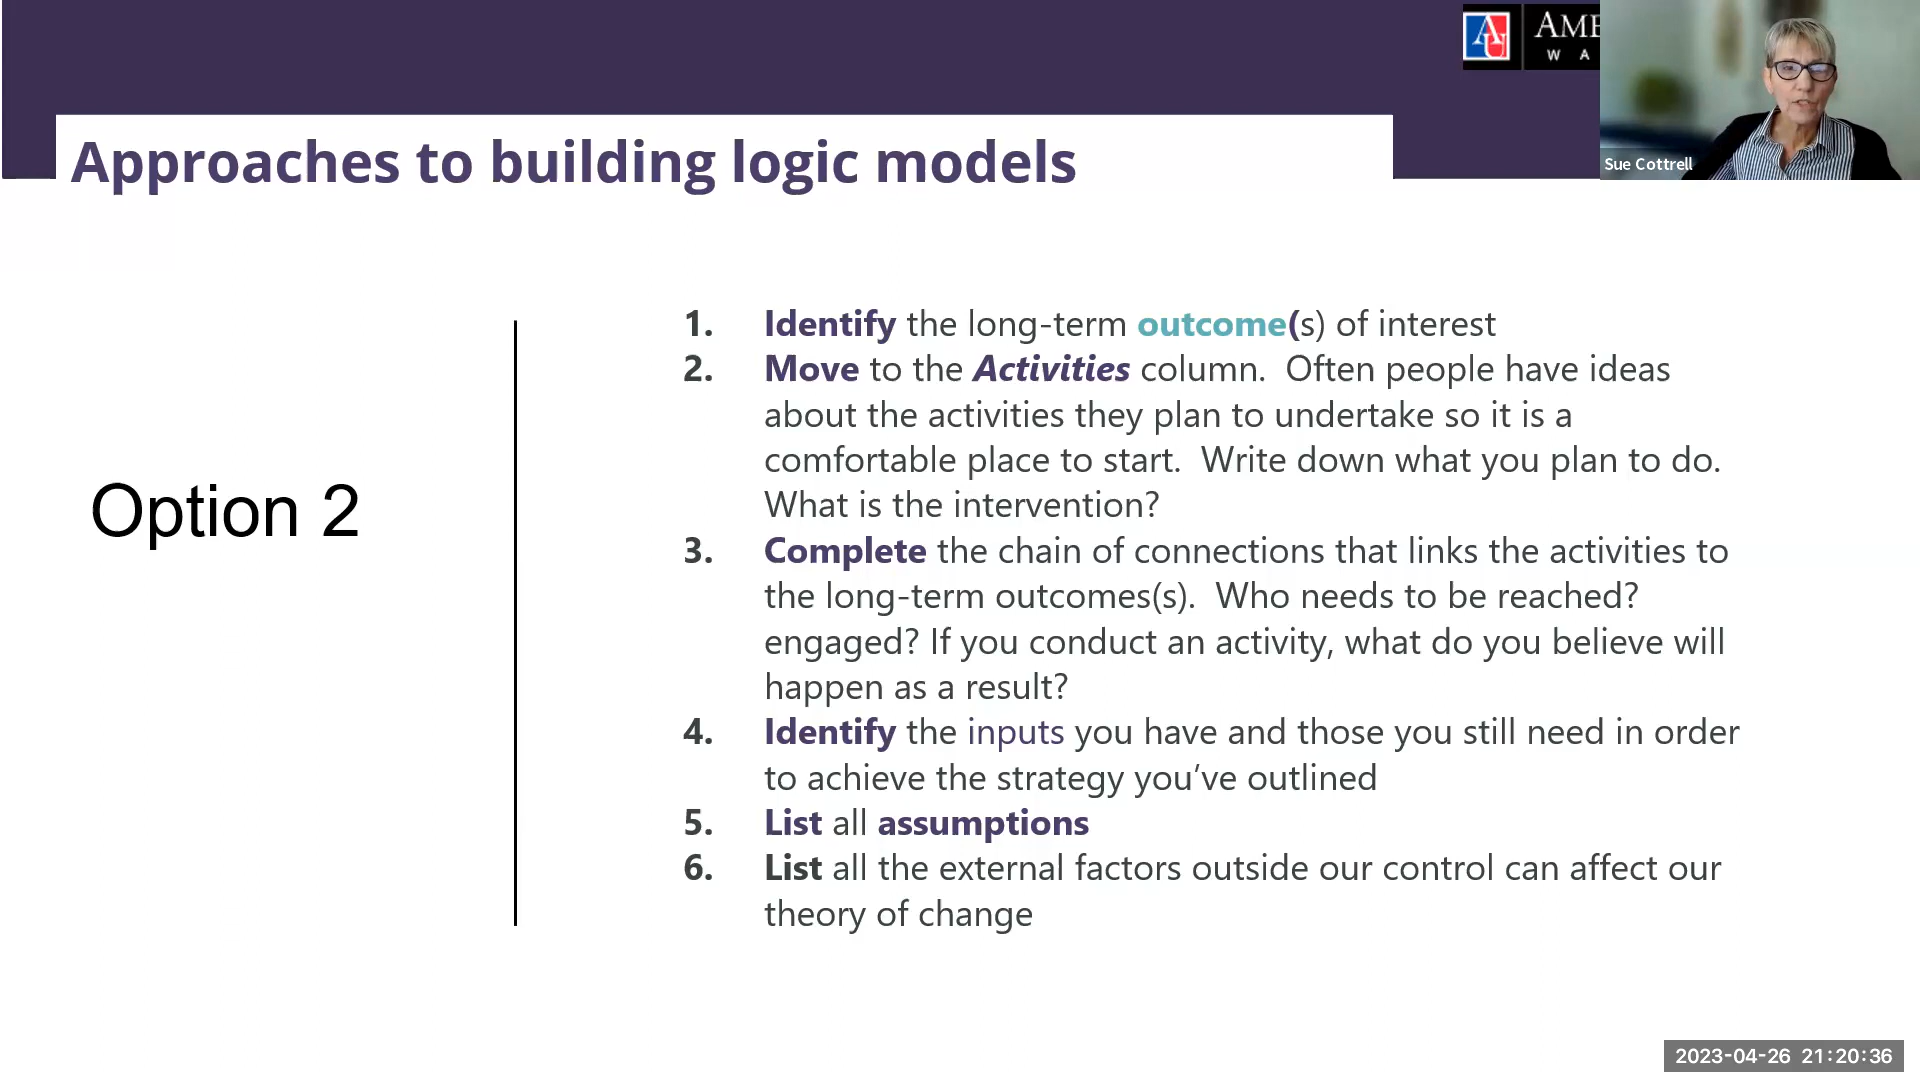 AU
AME
W A
Sue Cottrell
Approaches to building logic models
Option 2
1. Identify the long-term outcome(s) of interest
2. Move to the Activities column.  Often people have ideas
about the activities they plan to undertake so it is a
comfortable place to start.  Write down what you plan to do.
What is the intervention?
3. Complete the chain of connections that links the activities to
the long-term outcomes(s).  Who needs to be reached?
engaged? If you conduct an activity, what do you believe will
happen as a result?
4. Identify the inputs you have and those you still need in order
to achieve the strategy you’ve outlined
5. List all assumptions
6. List all the external factors outside our control can affect our
theory of change
2023-04-26 21:20:36